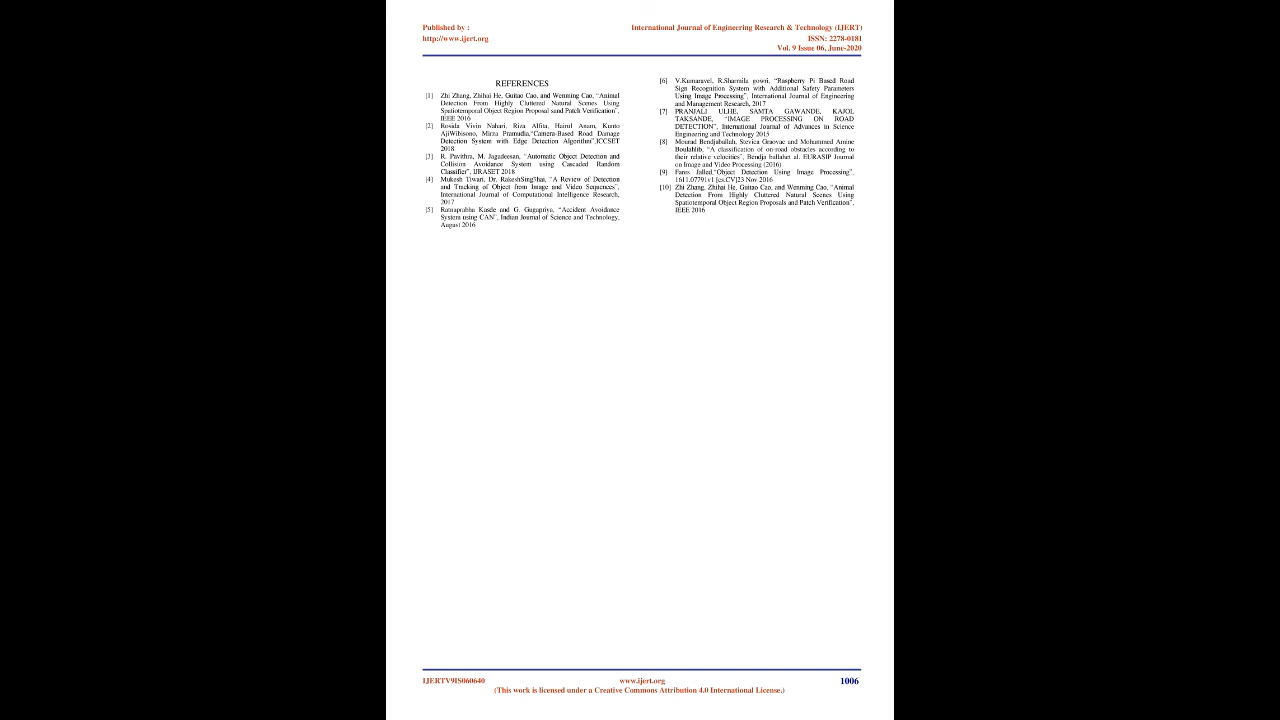 Published by :
http://www.ijert.org
International Journal of Engineering Research & Technology (IJERT)
ISSN: 2278-0181
Vol. 9 Issue 06, June-2020
REFERENCES
[1] Zhi Zhang, Zhihai He, Guitao Cao, and Wenming Cao, “Animal
Detection From Highly Cluttered Natural Scenes Using
Spatiotemporal Object Region Proposal sand Patch Verification”,
IEEE 2016.
[2] Rosida Vivin Nahari, Riza Alfita, Hairul Anam, Kunto
AjiWibisono, Mirza Pramudia,“Camera-Based Road Damage
Detection System with Edge Detection Algorithm”,ICCSET
2018
[3] R. Pavithra, M. Jagadeesan, “Automatic Object Detection and
Collision Avoidance System using Cascaded Random
Classifier”, IJRASET 2018
[4] Mukesh Tiwari, Dr. RakeshSinghai, “A Review of Detection
and Tracking of Object from Image and Video Sequences”,
International Journal of Computational Intelligence Research,
2017
[5] Ratnaprabha Kasde and G. Gugapriya, “Accident Avoidance
System using CAN”, Indian Journal of Science and Technology,
August 2016
[6] V.Kumaravel, R.Sharmila gowri, “Raspberry Pi Based Road
Sign Recognition System with Additional Safety Parameters
Using Image Processing”, International Journal of Engineering
and Management Research, 2017
[7] PRANJALI ULHE, SAMTA GAWANDE, KAJOL
TAKSANDE, “IMAGE PROCESSING ON ROAD
DETECTION”, International Journal of Advances in Science
Engineering and Technology 2015
[8] Mourad Bendjaballah, Stevica Graovac and Mohammed Amine
Boulahlib, “A classification of on-road obstacles according to
their relative velocities”, Bendja ballahet al. EURASIP Journal
on Image and Video Processing (2016)
[9] Fares Jalled,“Object Detection Using Image Processing”,
1611.07791v1 [cs.CV]23 Nov 2016
[10] Zhi Zhang, Zhihai He, Guitao Cao, and Wenming Cao, “Animal
Detection From Highly Cluttered Natural Scenes Using
Spatiotemporal Object Region Proposals and Patch Verification”,
IEEE 2016
IJERTV9IS060640
www.ijert.org
1006
(This work is licensed under a Creative Commons Attribution 4.0 International License.)